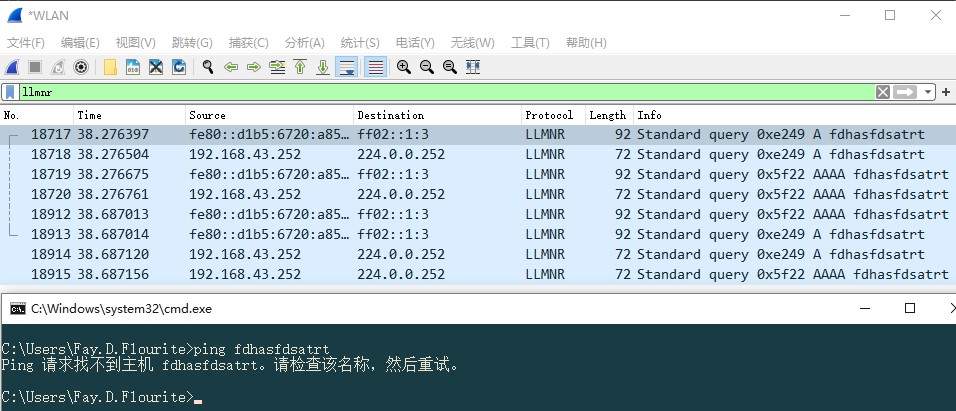 *WLAN
文件(F) 编辑(E) 视图(V) 跳转(G) 捕获(C) 分析(A) 统计(S) 电话(Y) 无线(W) 工具(T) 帮助(H)
llmnr
No. Time Source Destination Protocol Length Info
18717 38.276397 fe80::d1b5:6720:a85… ff02::1:3 LLMNR 92 Standard query 0xe249 A fdhasfdsatrt
18718 38.276504 192.168.43.252 224.0.0.252 LLMNR 72 Standard query 0xe249 A fdhasfdsatrt
18719 38.276675 fe80::d1b5:6720:a85… ff02::1:3 LLMNR 92 Standard query 0x5f22 AAAA fdhasfdsatrt
18720 38.276761 192.168.43.252 224.0.0.252 LLMNR 72 Standard query 0x5f22 AAAA fdhasfdsatrt
18912 38.687013 fe80::d1b5:6720:a85… ff02::1:3 LLMNR 92 Standard query 0x5f22 AAAA fdhasfdsatrt
18913 38.687014 fe80::d1b5:6720:a85… ff02::1:3 LLMNR 92 Standard query 0xe249 A fdhasfdsatrt
18914 38.687120 192.168.43.252 224.0.0.252 LLMNR 72 Standard query 0xe249 A fdhasfdsatrt
18915 38.687156 192.168.43.252 224.0.0.252 LLMNR 72 Standard query 0x5f22 AAAA fdhasfdsatrt
C:\Windows\system32\cmd.exe
C:\Users\Fay.D.Flourite>ping fdhasfdsatrt
Ping 请求找不到主机 fdhasfdsatrt。请检查该名称，然后重试。
C:\Users\Fay.D.Flourite>